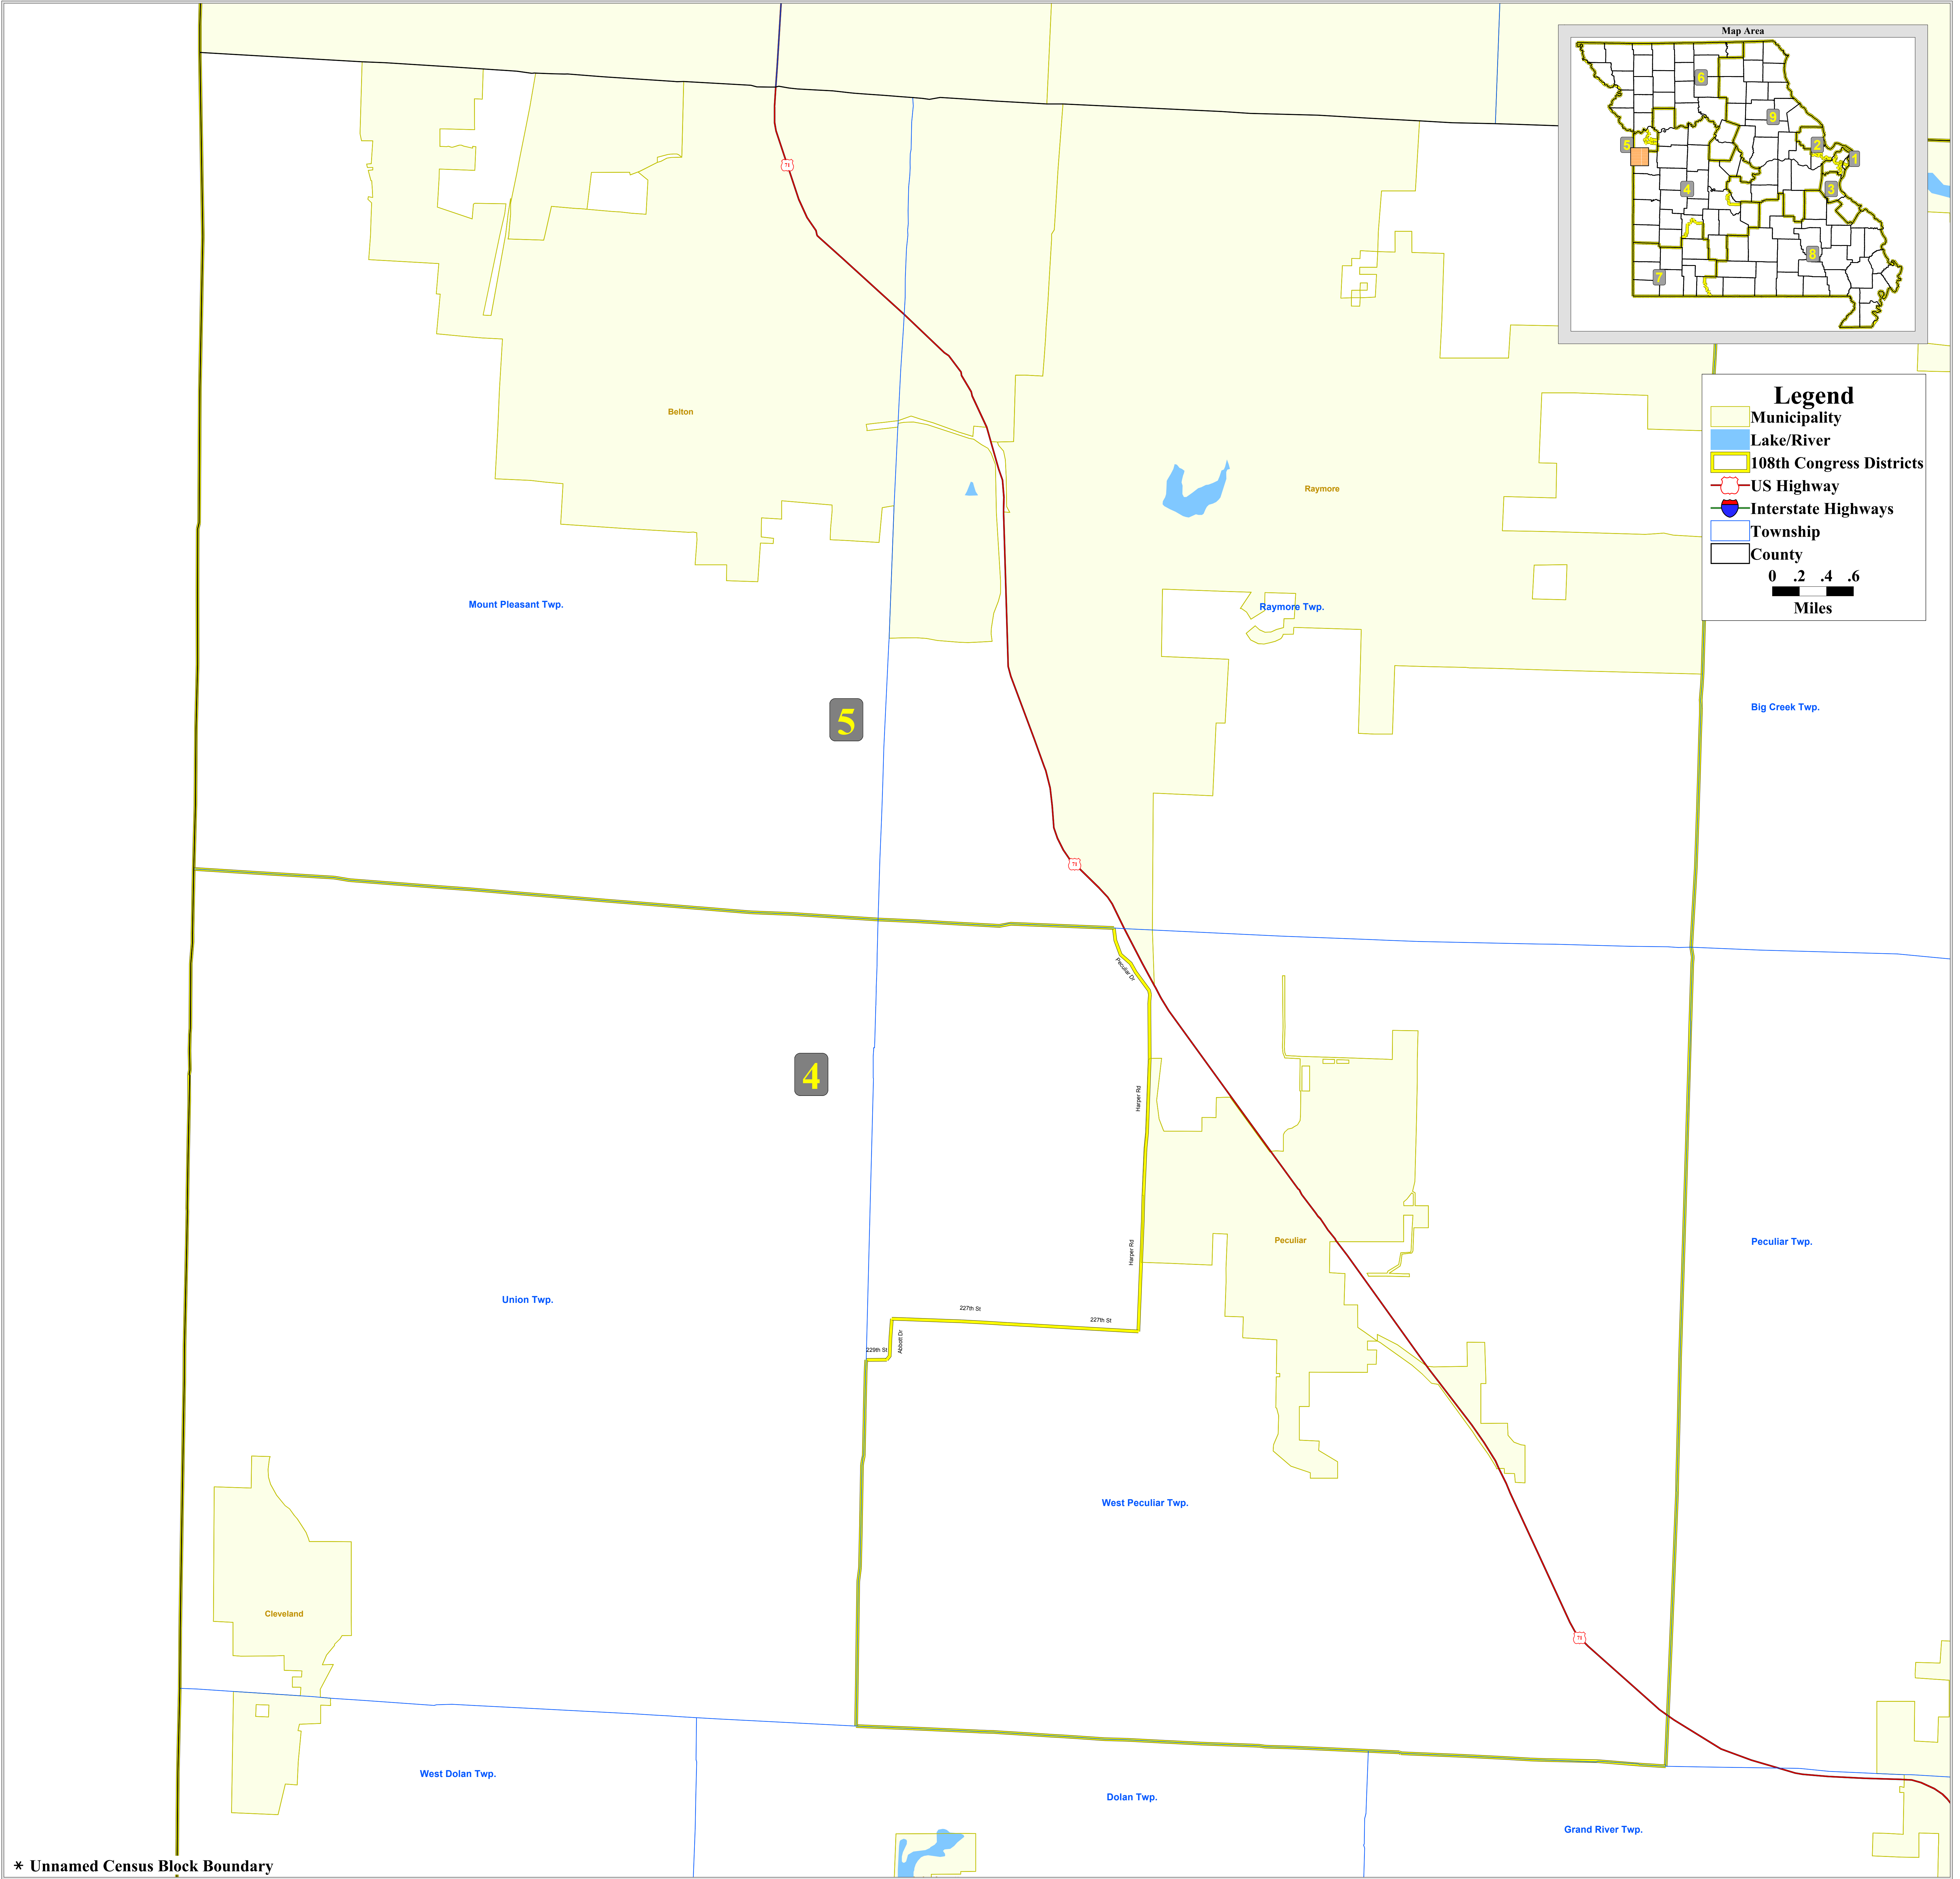 Map Area
6
9
5
2
1
4
3
8
7
71
Legend
Municipality
Lake/River
108th Congress Districts
US Highway
Interstate Highways
Township
County
0 .2 .4 .6
Miles
Belton
Raymore
Mount Pleasant Twp.
Raymore Twp.
5
Big Creek Twp.
71
Peculiar Dr
4
Harper Rd
Peculiar
Peculiar Twp.
Harper Rd
Union Twp.
227th St
227th St
Abbott Dr
229th St
West Peculiar Twp.
Cleveland
71
West Dolan Twp.
Dolan Twp.
Grand River Twp.
* Unnamed Census Block Boundary